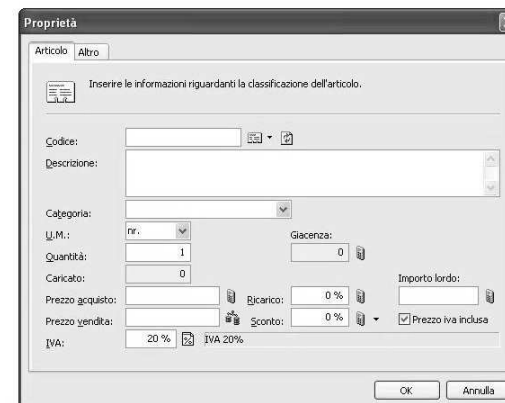 Proprietà
Articolo Altro
Inserire le informazioni riguardanti la classificazione dell'articolo.
Codice:
Descrizione:
Categoria:
U.M.: nr. Giacenza:
Quantità: 1 0
Caricato: 0 Importo lordo:
Prezzo acquisto: Ricarico: 0 %
Prezzo vendita: Sconto: 0 % Prezzo iva inclusa
IVA: 20 % IVA 20%
OK Annulla